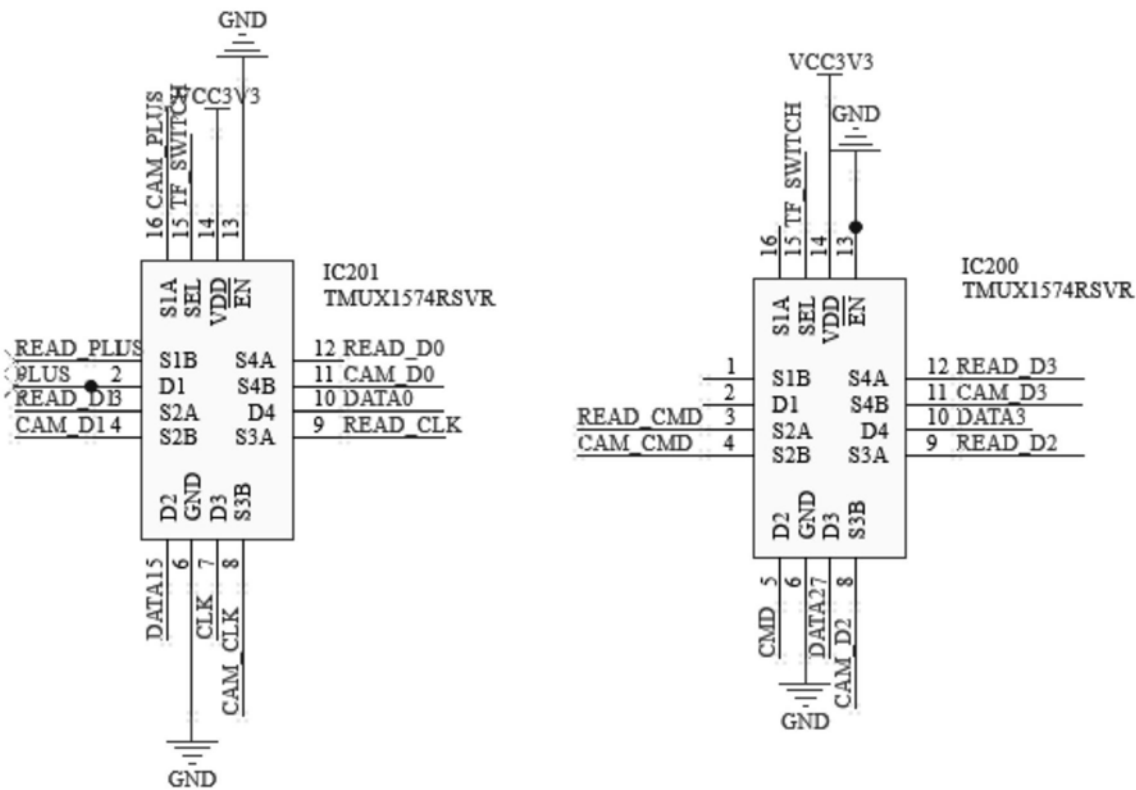 GND
VCC3V3
16 CAM_PLUS
15 TF_SWITCH
14
13
S1A
SEL
VDD
EN
IC201
TMUX1574RSVR
READ_PLUS 1
PLUS 2
READ_D1 3
CAM_D1 4
S1B
D1
S2A
S2B
S4A
S4B
D4
S3A
12 READ_D0
11 CAM_D0
10 DATA0
9 READ_CLK
D2
GND
D3
S3B
DATA1 5
6
CLK 7
CAM_CLK 8
GND
VCC3V3
GND
16
15 TF_SWITCH
14
13
S1A
SEL
VDD
EN
IC200
TMUX1574RSVR
1
2
READ_CMD 3
CAM_CMD 4
S1B
D1
S2A
S2B
S4A
S4B
D4
S3A
12 READ_D3
11 CAM_D3
10 DATA3
9 READ_D2
D2
GND
D3
S3B
CMD 5
6
DATA2 7
CAM_D2 8
GND